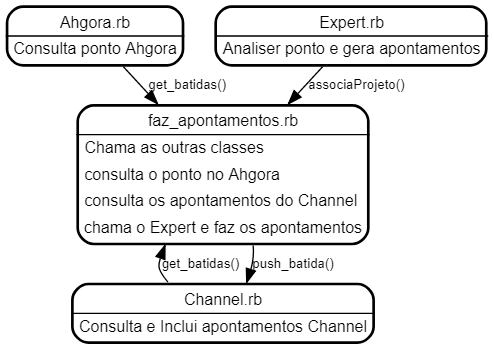 Ahgora.rb
Consulta ponto Ahgora
Expert.rb
Analiser ponto e gera apontamentos
get_batidas()
associaProjeto()
faz_apontamentos.rb
Chama as outras classes
consulta o ponto no Ahgora
consulta os apontamentos do Channel
chama o Expert e faz os apontamentos
get_batidas()
push_batida()
Channel.rb
Consulta e Inclui apontamentos Channel